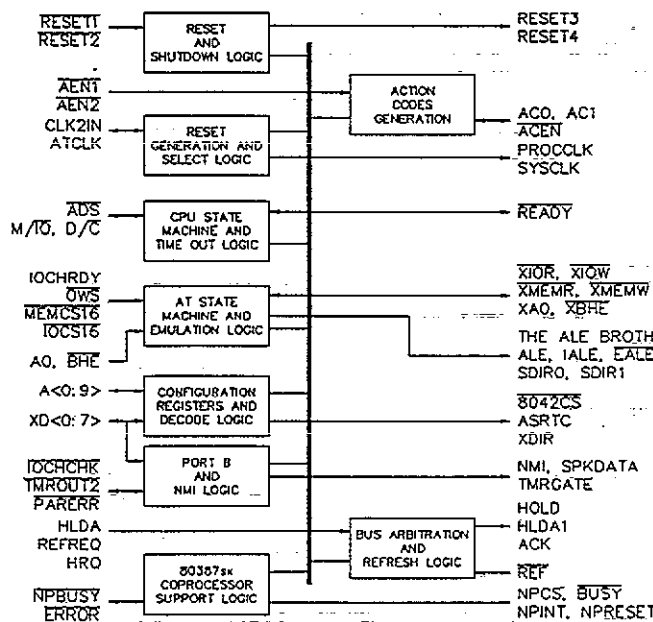 RESET1
RESET2
RESET
AND
SHUTDOWN LOGIC
RESET3
RESET4
AEN1
AEN2
ACTION
CODES
GENERATION
AC0, AC1
ACEN
CLK2IN
ATCLK
RESET
GENERATION AND
SELECT LOGIC
PROCCLK
SYSCLK
ADS
M/IO, D/C
CPU STATE
MACHINE AND
TIME OUT LOGIC
READY
IOCHRDY
OWS
MEMCS16
IOCS16
A0, BHE
AT STATE
MACHINE AND
EMULATION LOGIC
XIOR, XIOW
XMEMR, XMEMW
XA0, XBHE
THE ALE BROTH
ALE, IALE, EALE
SDIR0, SDIR1
A<0:9>
XD<0:7>
CONFIGURATION
REGISTERS AND
DECODE LOGIC
8042CS
ASRTC
XDIR
IOCHCHK
TMROUT2
PARERR
PORT B
AND
NMI LOGIC
NMI, SPKDATA
TMRGATE
HLDA
REFREQ
HRQ
BUS ARBITRATION
AND
REFRESH LOGIC
HOLD
HLDA1
ACK
REF
NPBUSY
ERROR
80387sx
COPROCESSOR
SUPPORT LOGIC
NPCS, BUSY
NPINT, NPRESET